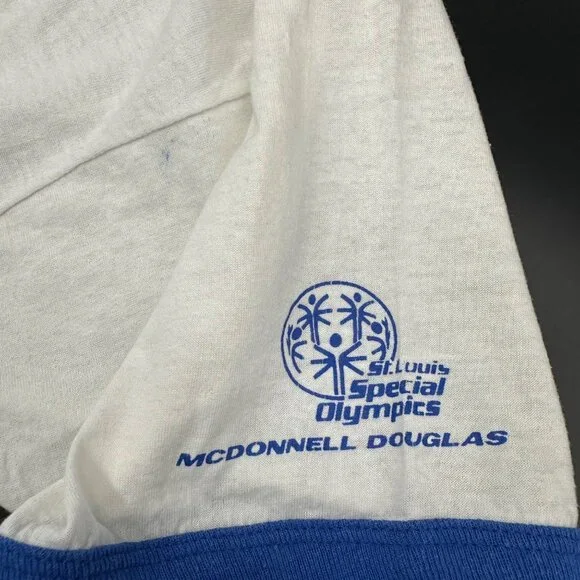 St. Louis
Special
Olympics
MCDONNELL DOUGLAS